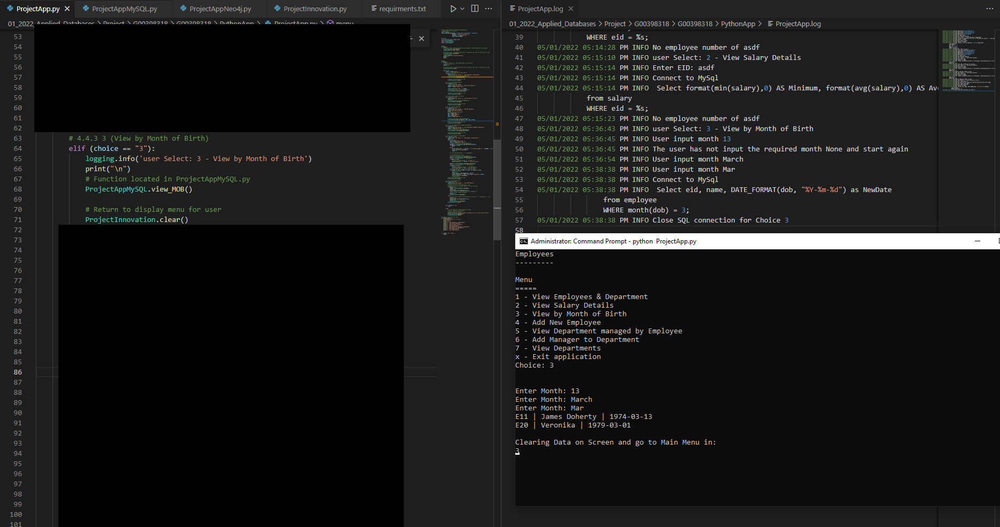 ProjectApp.py
ProjectAppMySQL.py
ProjectAppNeo4j.py
ProjectInnovation.py
requirments.txt
01_2022_Applied_Databases > Project > G00398318 > G00398318 > PythonApp > ProjectApp.py > menu
53
54
55
56
57
58
59
60
61
62
63 # 4.4.3 3 (View by Month of Birth)
64 elif (choice == "3"):
65 logging.info('user Select: 3 - View by Month of Birth')
66 print("\n")
67 # Function located in ProjectAppMySQL.py
68 ProjectAppMySQL.view_MOB()
69
70 # Return to display menu for user
71 ProjectInnovation.clear()
72
73
74
75
76
77
78
79
80
81
82
83
84
85
86
87
88
89
90
91
92
93
94
95
96
97
98
99
100
101
ProjectApp.log
01_2022_Applied_Databases > Project > G00398318 > G00398318 > PythonApp > ProjectApp.log
39 WHERE eid = %s;
40 05/01/2022 05:14:28 PM INFO No employee number of asdf
41 05/01/2022 05:15:10 PM INFO user Select: 2 - View Salary Details
42 05/01/2022 05:15:14 PM INFO Enter EID: asdf
43 05/01/2022 05:15:14 PM INFO Connect to MySql
44 05/01/2022 05:15:14 PM INFO  Select format(min(salary),0) AS Minimum, format(avg(salary),0) AS Av
45 from salary
46 WHERE eid = %s;
47 05/01/2022 05:15:23 PM INFO No employee number of asdf
48 05/01/2022 05:36:43 PM INFO user Select: 3 - View by Month of Birth
49 05/01/2022 05:36:45 PM INFO User input month 13
50 05/01/2022 05:36:45 PM INFO The user has not input the required month None and start again
51 05/01/2022 05:36:54 PM INFO User input month March
52 05/01/2022 05:38:38 PM INFO User input month Mar
53 05/01/2022 05:38:38 PM INFO Connect to MySql
54 05/01/2022 05:38:38 PM INFO  Select eid, name, DATE_FORMAT(dob, "%Y-%m-%d") as NewDate
55 from employee
56 WHERE month(dob) = 3;
57 05/01/2022 05:38:38 PM INFO Close SQL connection for Choice 3
58
Administrator: Command Prompt - python  ProjectApp.py
Employees
---------
Menu
=====
1 - View Employees & Department
2 - View Salary Details
3 - View by Month of Birth
4 - Add New Employee
5 - View Department managed by Employee
6 - Add Manager to Department
7 - View Departments
x - Exit application
Choice: 3
Enter Month: 13
Enter Month: March
Enter Month: Mar
E11 | James Doherty | 1974-03-13
E20 | Veronika | 1979-03-01
Clearing Data on Screen and go to Main Menu in:
3